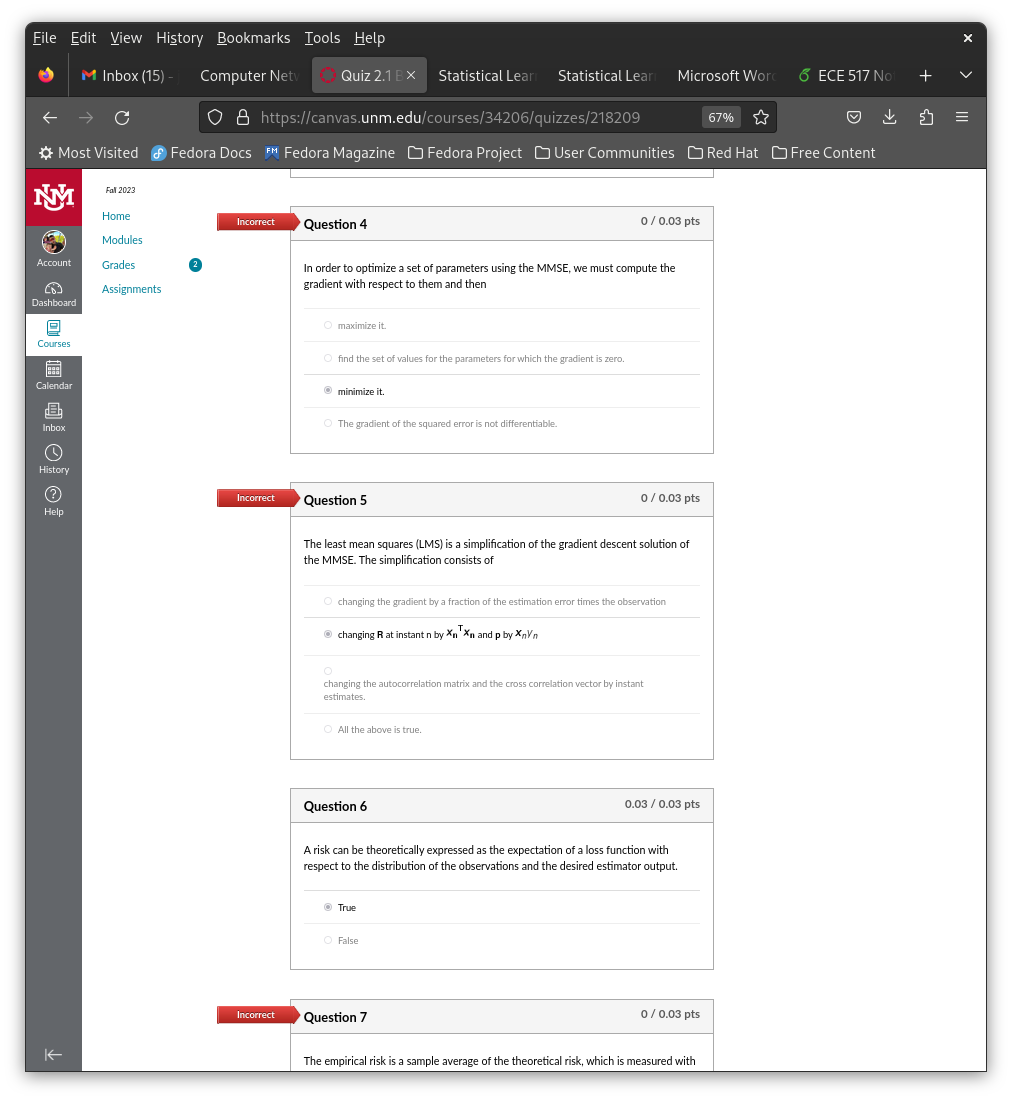 File Edit View History Bookmarks Tools Help ×
Inbox (15) - Computer Netw Quiz 2.1 B × Statistical Lear Statistical Lear Microsoft Word ECE 517 No +
https://canvas.unm.edu/courses/34206/quizzes/218209 67%
Most Visited Fedora Docs FM Fedora Magazine Fedora Project User Communities Red Hat Free Content
UNM
Account
Dashboard
Courses
Calendar
Inbox
History
Help
Fall 2023
Home
Modules
Grades 2
Assignments
Incorrect Question 4 0 / 0.03 pts
In order to optimize a set of parameters using the MMSE, we must compute the
gradient with respect to them and then
maximize it.
find the set of values for the parameters for which the gradient is zero.
minimize it.
The gradient of the squared error is not differentiable.
Incorrect Question 5 0 / 0.03 pts
The least mean squares (LMS) is a simplification of the gradient descent solution of
the MMSE. The simplification consists of
changing the gradient by a fraction of the estimation error times the observation
changing R at instant n by xₙᵀxₙ and p by xₙyₙ
changing the autocorrelation matrix and the cross correlation vector by instant
estimates.
All the above is true.
Question 6 0.03 / 0.03 pts
A risk can be theoretically expressed as the expectation of a loss function with
respect to the distribution of the observations and the desired estimator output.
True
False
Incorrect Question 7 0 / 0.03 pts
The empirical risk is a sample average of the theoretical risk, which is measured with